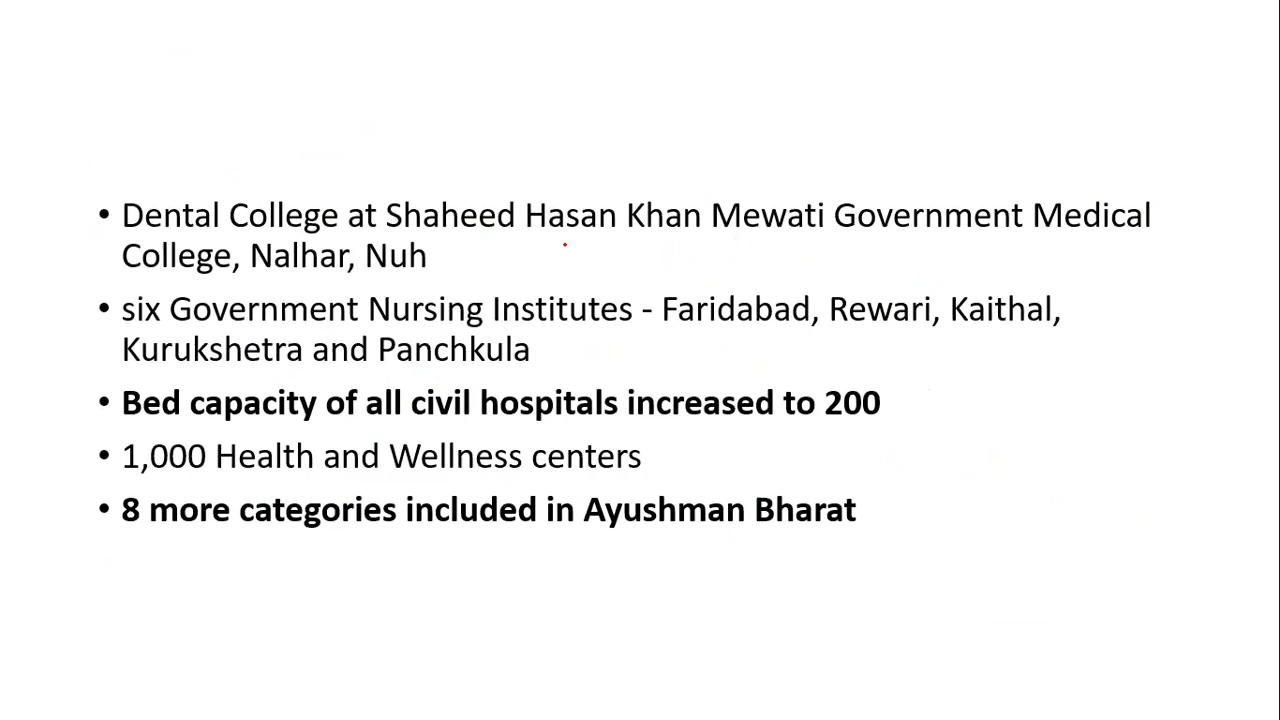 • Dental College at Shaheed Hasan Khan Mewati Government Medical
College, Nalhar, Nuh
• six Government Nursing Institutes - Faridabad, Rewari, Kaithal,
Kurukshetra and Panchkula
• Bed capacity of all civil hospitals increased to 200
• 1,000 Health and Wellness centers
• 8 more categories included in Ayushman Bharat